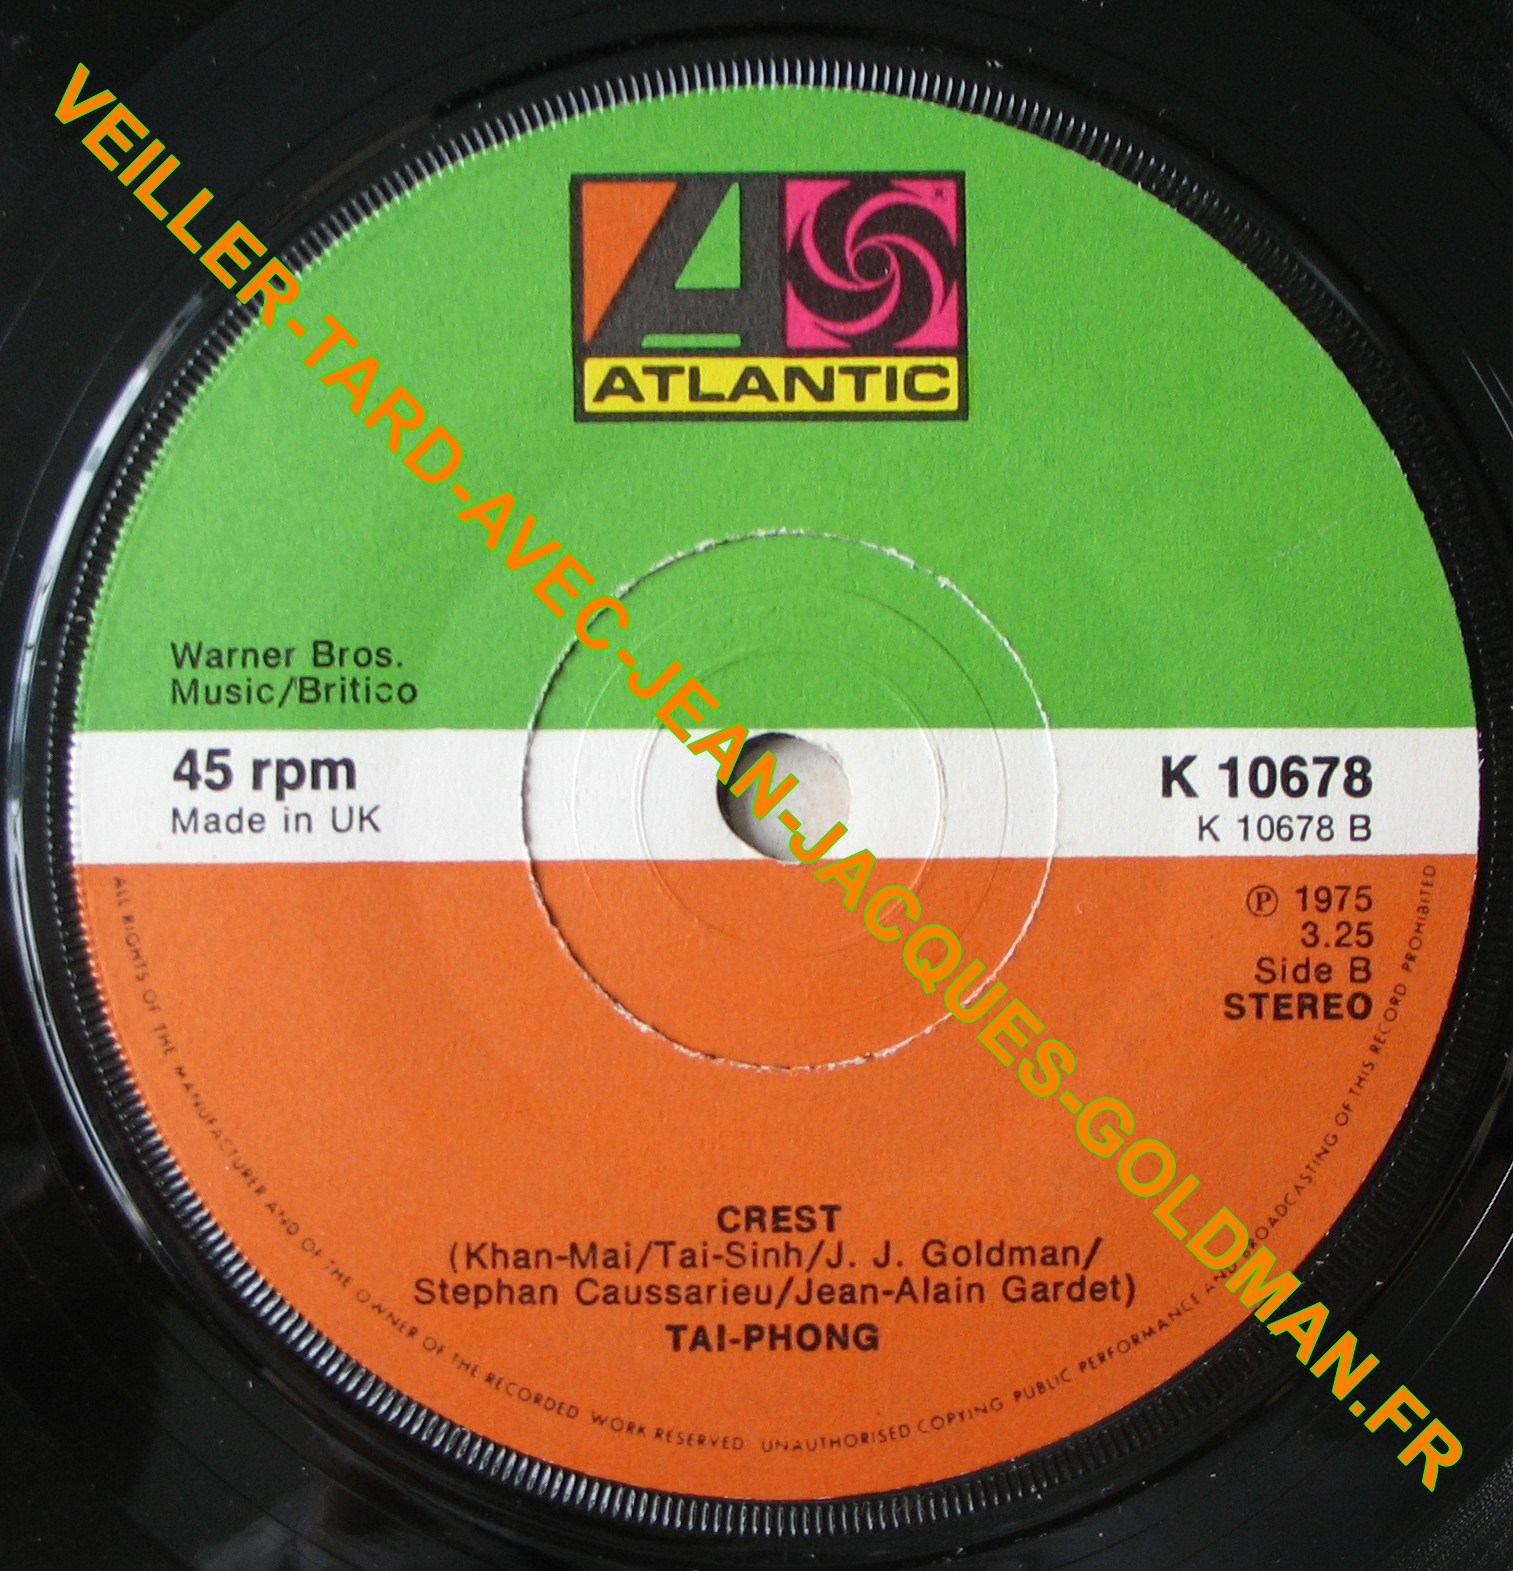 ATLANTIC
Warner Bros.
Music/Britico
45 rpm
Made in UK
K 10678
K 10678 B
Ⓟ 1975
3.25
Side B
STEREO
CREST
(Khan-Mai/Tai-Sinh/J. J. Goldman/
Stephan Caussarieu/Jean-Alain Gardet)
TAI-PHONG
ALL RIGHTS OF THE MANUFACTURER AND OF THE OWNER OF THE RECORDED WORK RESERVED. UNAUTHORISED COPYING PUBLIC PERFORMANCE AND BROADCASTING OF THIS RECORD PROHIBITED
VEILLER-TARD-AVEC-JEAN-JACQUES-GOLDMAN.FR